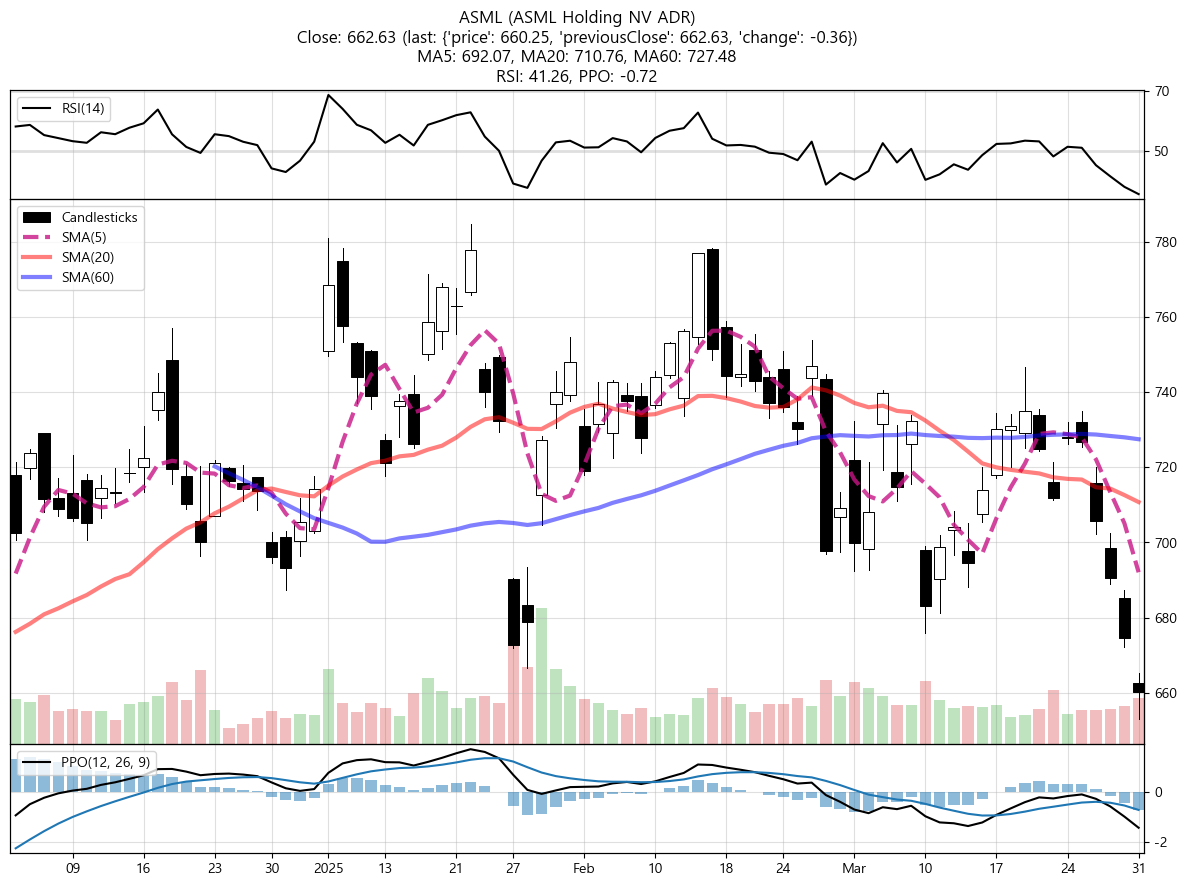 ASML (ASML Holding NV ADR)
Close: 662.63 (last: {'price': 660.25, 'previousClose': 662.63, 'change': -0.36})
MA5: 692.07, MA20: 710.76, MA60: 727.48
RSI: 41.26, PPO: -0.72
RSI(14)
70
50
Candlesticks
SMA(5)
SMA(20)
SMA(60)
780
760
740
720
700
680
660
PPO(12, 26, 9)
0
-2
09 16 23 30 2025 13 21 27 Feb 10 18 24 Mar 10 17 24 31